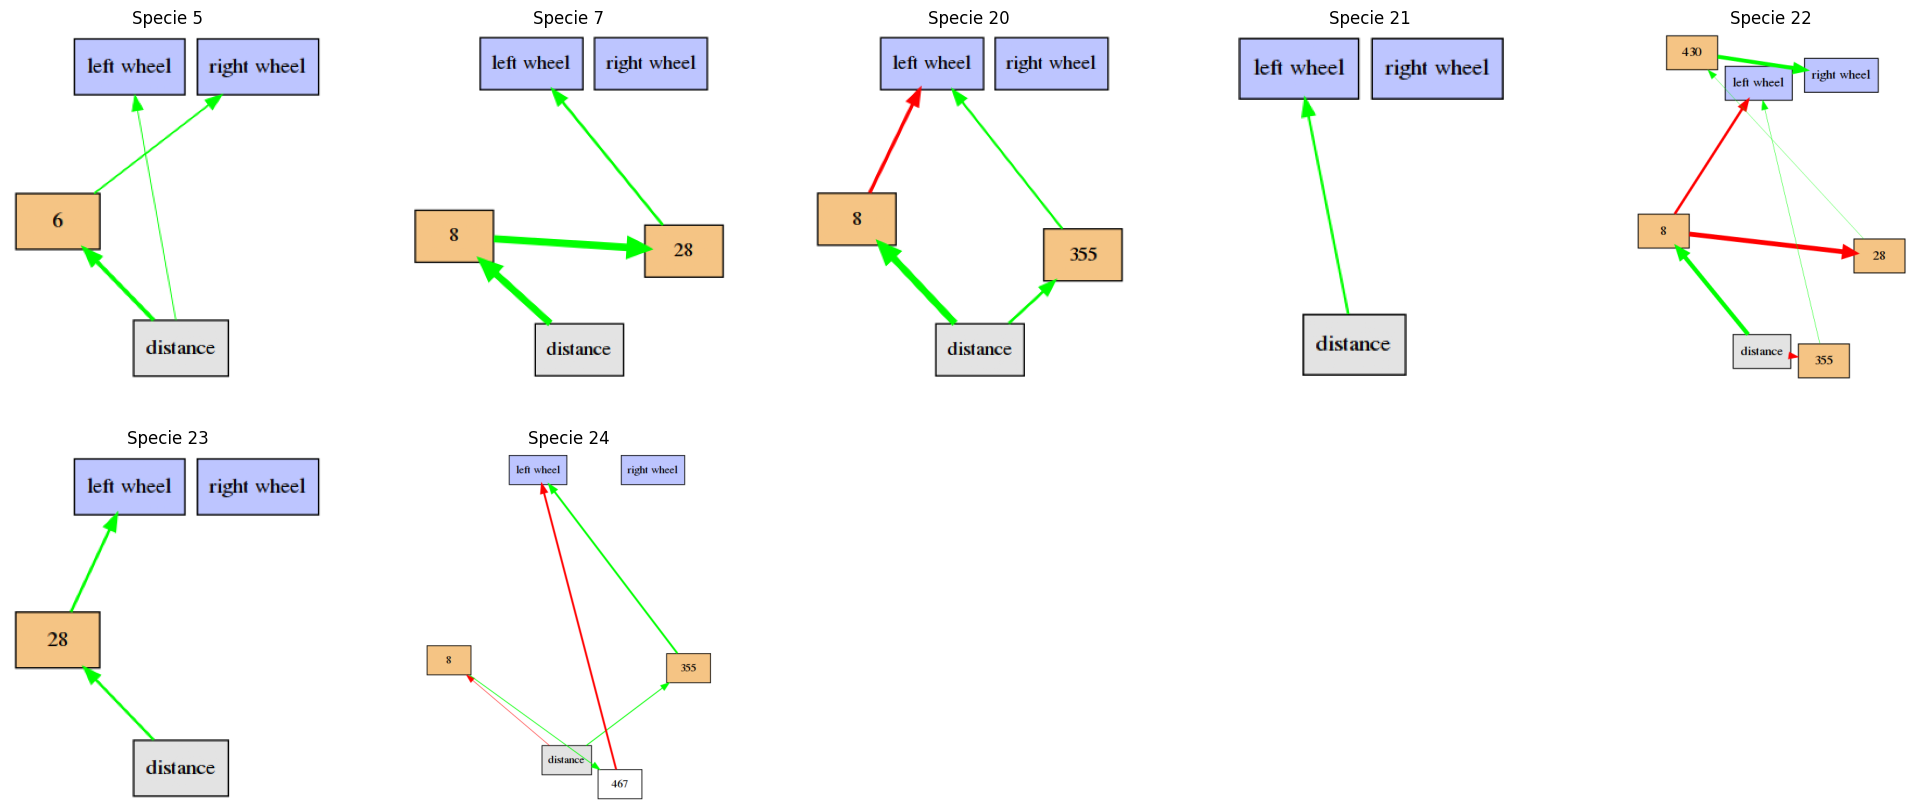 Specie 5
left wheel
right wheel
6
distance
Specie 7
left wheel
right wheel
8
28
distance
Specie 20
left wheel
right wheel
8
355
distance
Specie 21
left wheel
right wheel
distance
Specie 22
430
left wheel
right wheel
8
28
distance
355
Specie 23
left wheel
right wheel
28
distance
Specie 24
left wheel
right wheel
8
355
distance
467